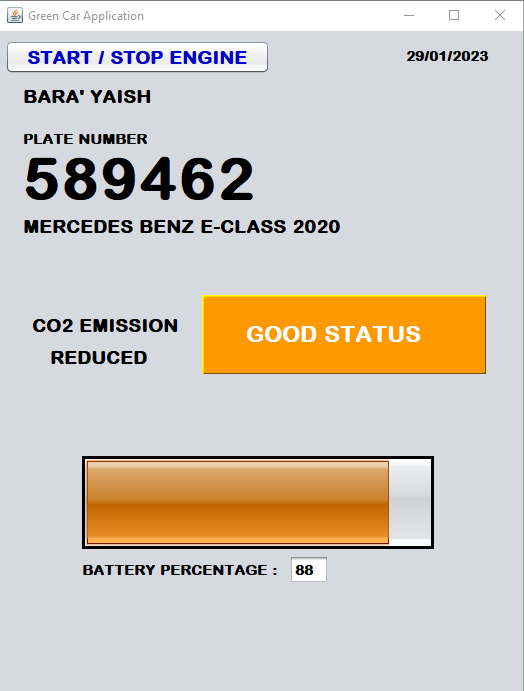 Green Car Application
START / STOP ENGINE
29/01/2023
BARA' YAISH
PLATE NUMBER
589462
MERCEDES BENZ E-CLASS 2020
CO2 EMISSION
REDUCED
GOOD STATUS
BATTERY PERCENTAGE : 88